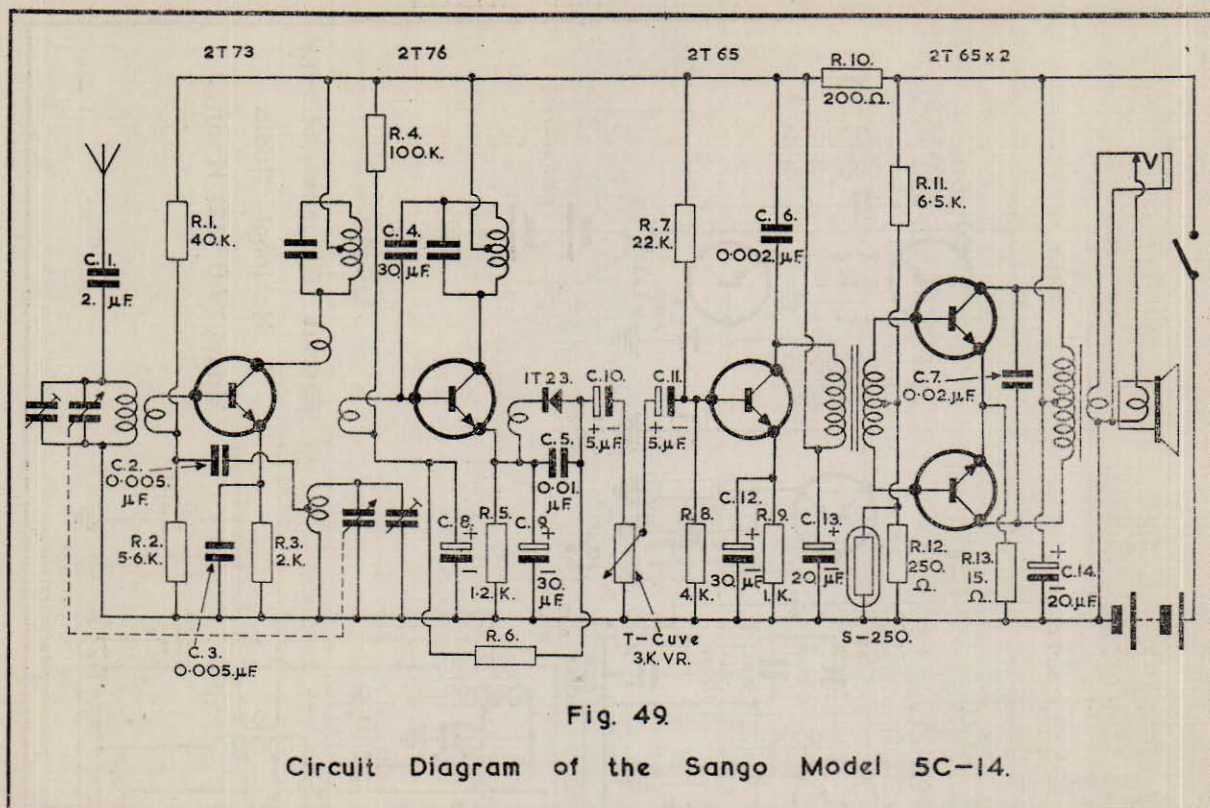 2T73
2T76
2T 65
2T 65 x 2
R.10.
200.Ω.
R.4.
100.K.
R.11.
6·5.K.
V
R.1.
40.K.
C.4.
30.µF.
R.7.
22.K.
C.6.
0·002.µF.
C.1.
2. µF.
1T23.
C.10.
5.µF.
+ −
C.11.
5.µF.
+ −
C.7.
0·02.µF.
C.2.
0·005.
µF.
C.5.
0·01.
µF.
R.2.
5·6.K.
R.3.
2.K.
C.8.
+
−
R.5.
1·2.K.
C.9.
+
−
30.
µF.
R.8.
4.K.
C.12.
+
−
30.µF.
R.9.
1.K.
C.13.
+
−
20.µF.
R.12.
250.
Ω.
R.13.
15.
Ω.
+
−
C.14.
20.µF.
C.3.
0·005.µF.
R.6.
T-Cuve
3.K.VR.
S-250.
Fig. 49.
Circuit Diagram of the Sango Model 5C-14.